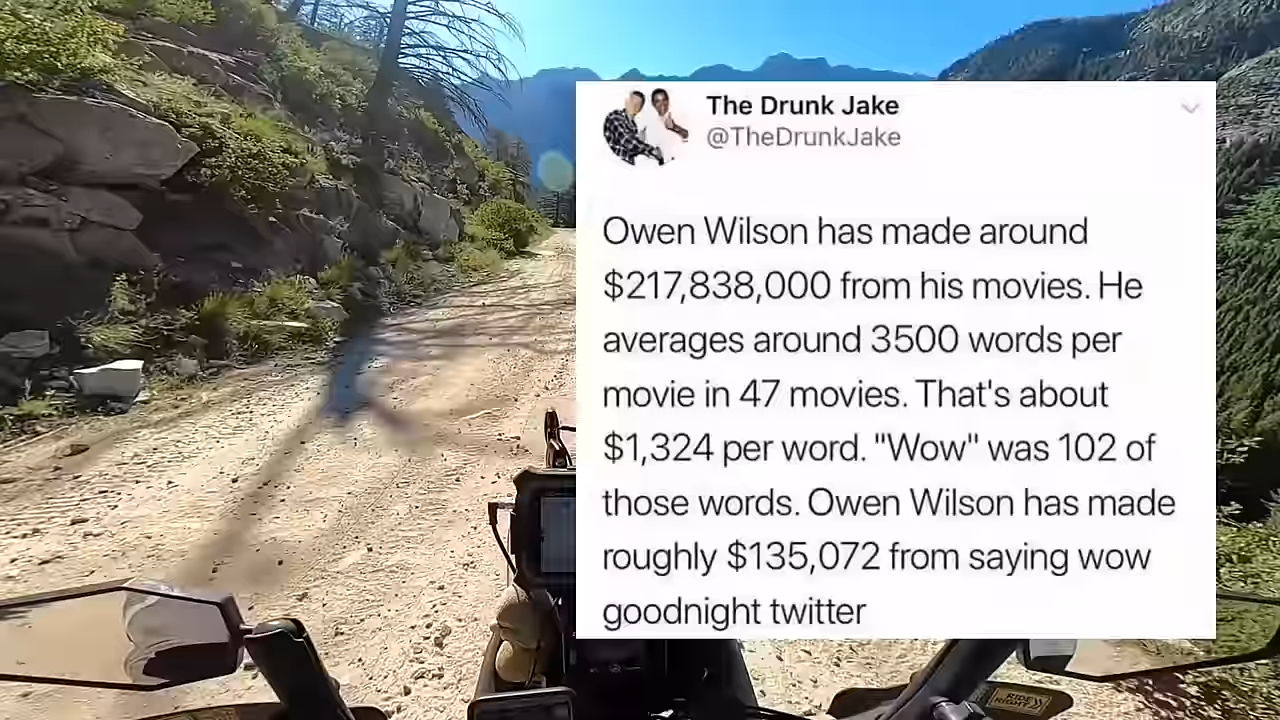 The Drunk Jake
@TheDrunkJake
Owen Wilson has made around
$217,838,000 from his movies. He
averages around 3500 words per
movie in 47 movies. That's about
$1,324 per word. "Wow" was 102 of
those words. Owen Wilson has made
roughly $135,072 from saying wow
goodnight twitter
RIDE
RIGHT